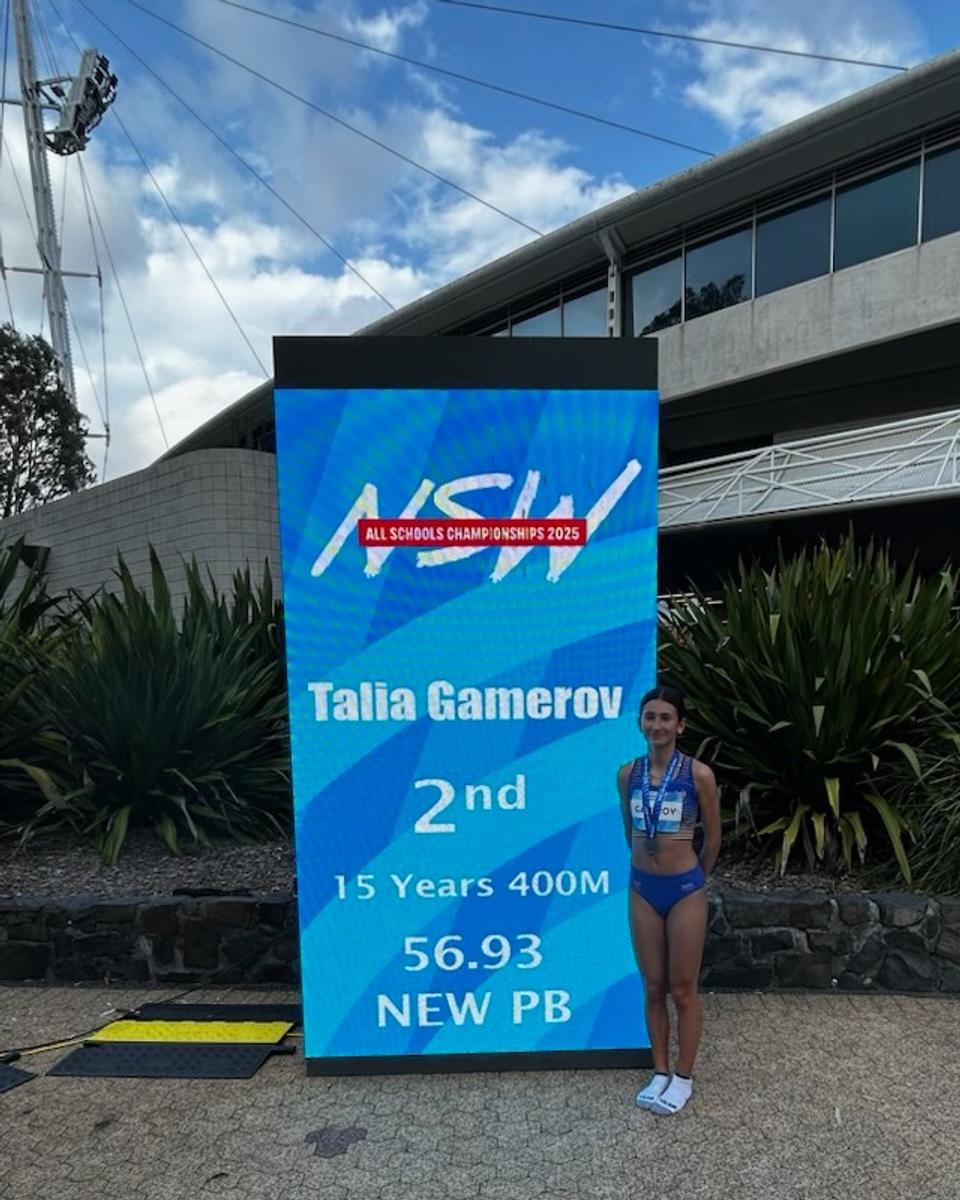 NSW
ALL SCHOOLS CHAMPIONSHIPS 2025
Talia Gamerov
2nd
15 Years 400M
56.93
NEW PB